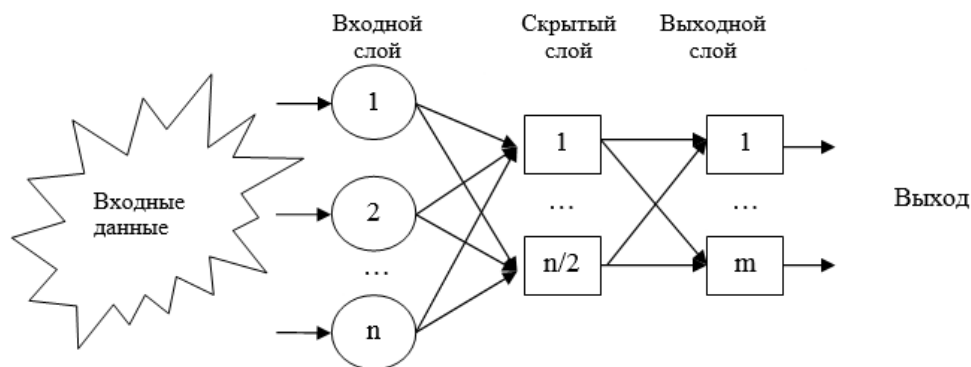 Входной
слой
Скрытый
слой
Выходной
слой
Входные
данные
1
2
...
n
1
...
n/2
1
...
m
Выход